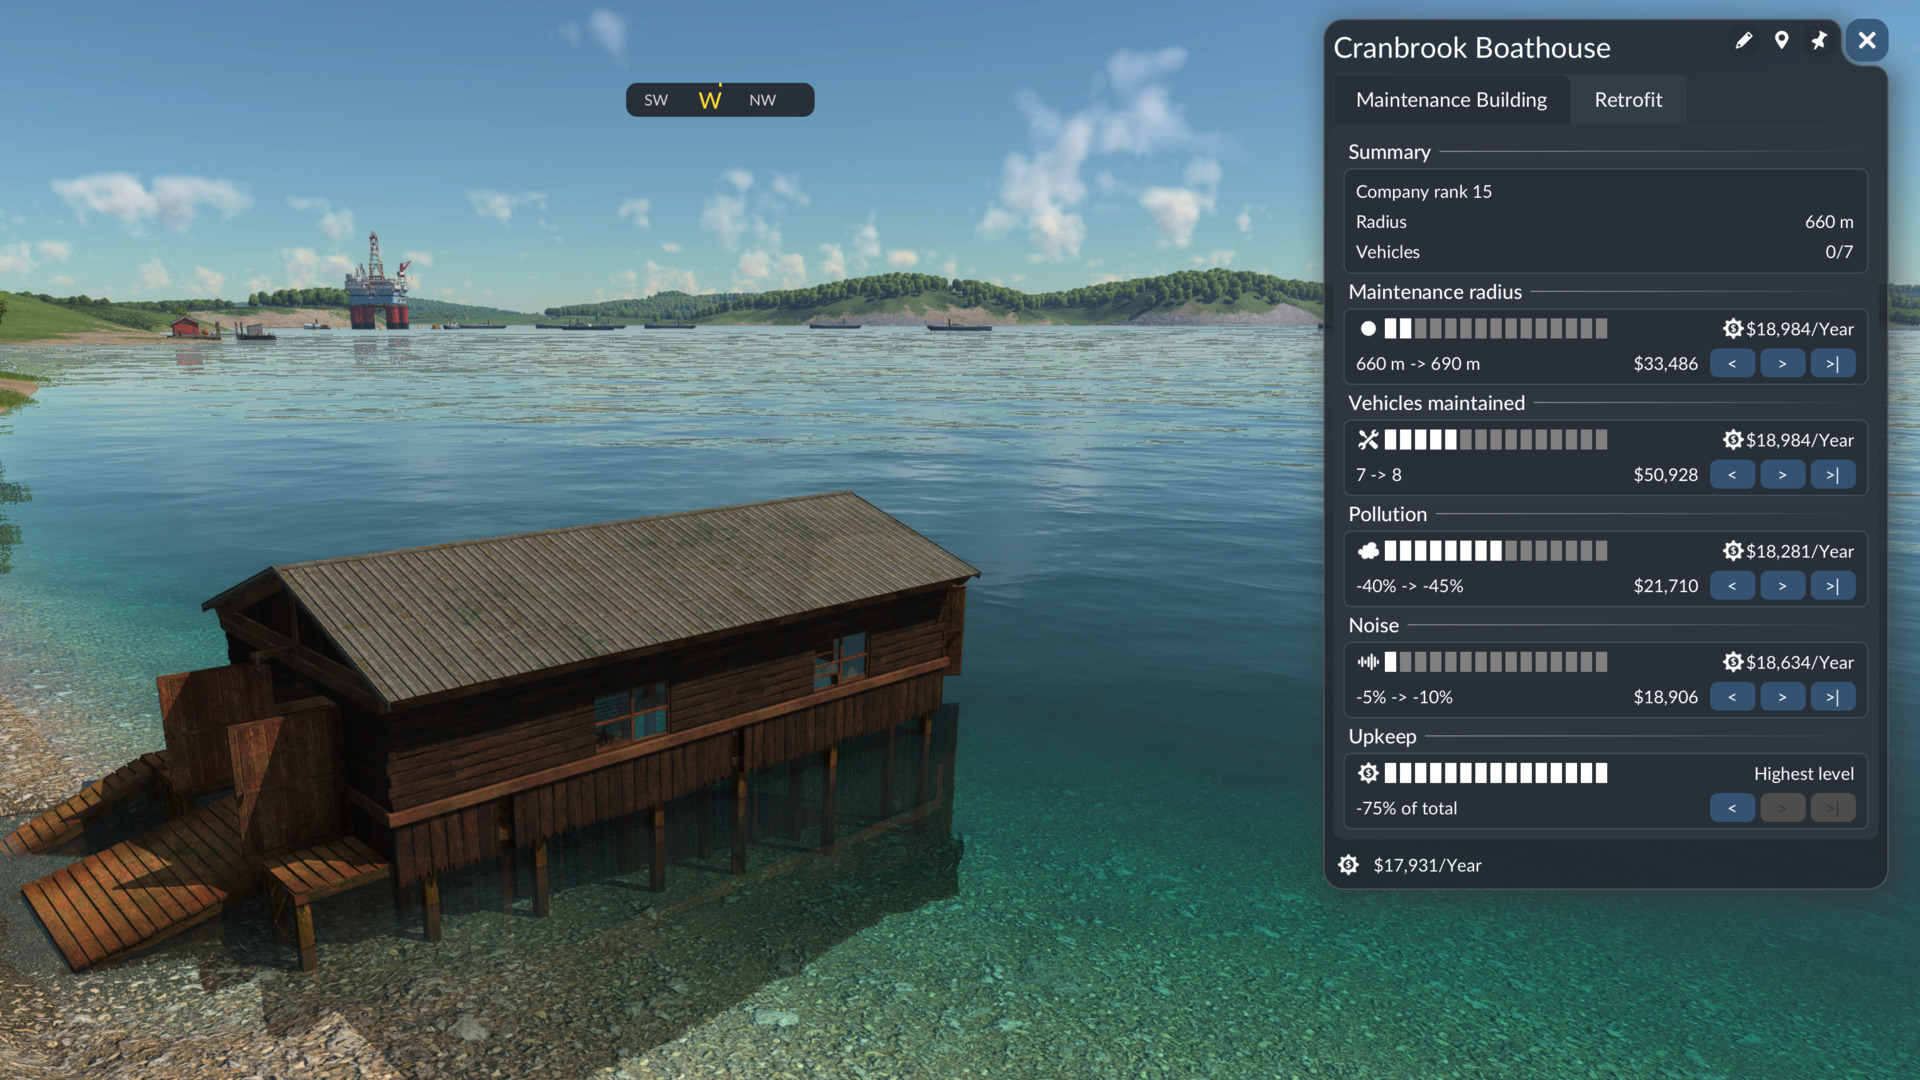 SW W NW
Cranbrook Boathouse
Maintenance Building
Retrofit
Summary
Company rank 15
Radius 660 m
Vehicles 0/7
Maintenance radius
$18,984/Year
660 m -> 690 m $33,486 < > >|
Vehicles maintained
$18,984/Year
7 -> 8 $50,928 < > >|
Pollution
$18,281/Year
-40% -> -45% $21,710 < > >|
Noise
$18,634/Year
-5% -> -10% $18,906 < > >|
Upkeep
Highest level
-75% of total < > >|
$17,931/Year